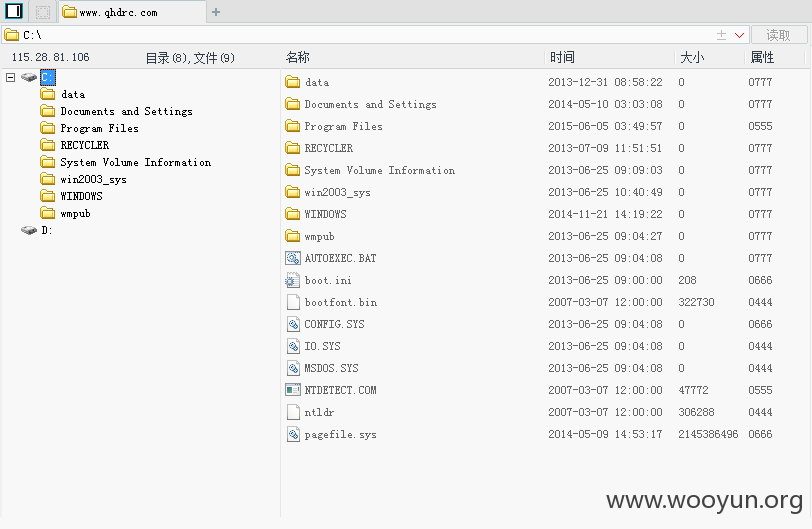 www.qhdrc.com
C:\
读取
115.28.81.106 目录(8),文件(9) 名称 时间 大小 属性
C:
data
Documents and Settings
Program Files
RECYCLER
System Volume Information
win2003_sys
WINDOWS
wmpub
D:
data 2013-12-31 08:58:22 0 0777
Documents and Settings 2014-05-10 03:03:08 0 0777
Program Files 2015-06-05 03:49:57 0 0555
RECYCLER 2013-07-09 11:51:51 0 0777
System Volume Information 2013-06-25 09:09:03 0 0777
win2003_sys 2013-06-25 10:40:49 0 0777
WINDOWS 2014-11-21 14:19:22 0 0777
wmpub 2013-06-25 09:04:27 0 0777
AUTOEXEC.BAT 2013-06-25 09:04:08 0 0777
boot.ini 2013-06-25 09:00:00 208 0666
bootfont.bin 2007-03-07 12:00:00 322730 0444
CONFIG.SYS 2013-06-25 09:04:08 0 0666
IO.SYS 2013-06-25 09:04:08 0 0444
MSDOS.SYS 2013-06-25 09:04:08 0 0444
NTDETECT.COM 2007-03-07 12:00:00 47772 0555
ntldr 2007-03-07 12:00:00 306288 0444
pagefile.sys 2014-05-09 14:53:17 2145386496 0666
www.wooyun.org